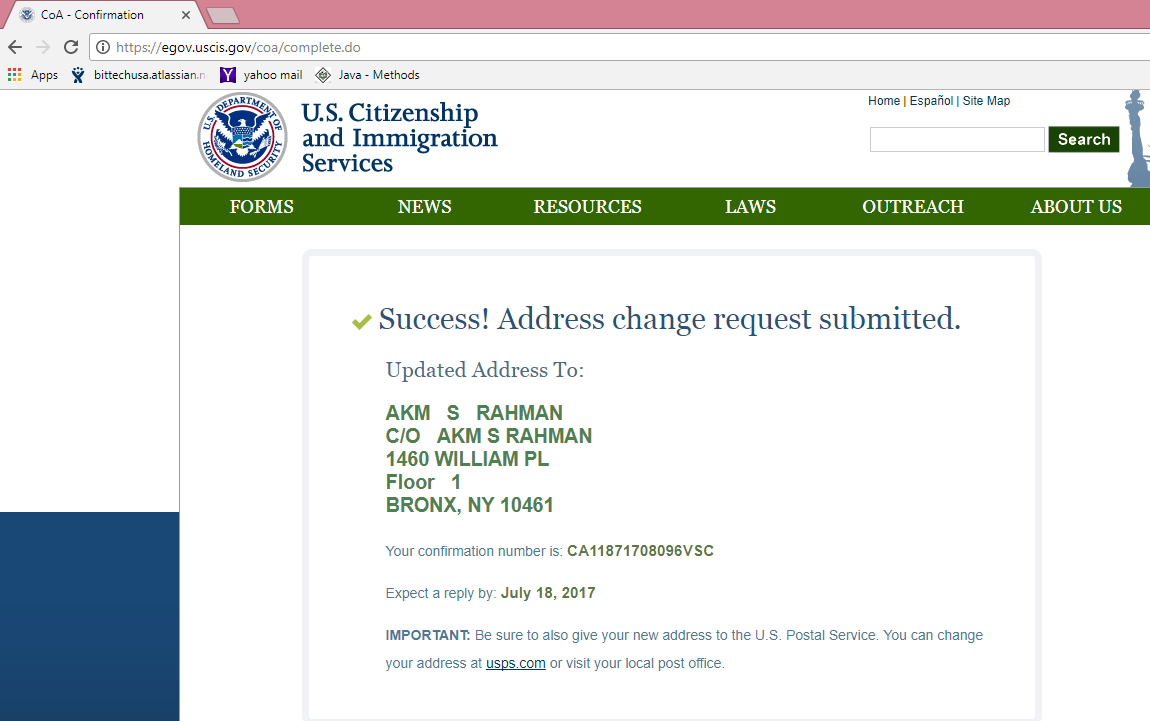 CoA - Confirmation
https://egov.uscis.gov/coa/complete.do
Apps bittechusa.atlassian.n yahoo mail Java - Methods
U.S. DEPARTMENT OF HOMELAND SECURITY
U.S. Citizenship
and Immigration
Services
Home | Español | Site Map
Search
FORMS NEWS RESOURCES LAWS OUTREACH ABOUT US
Success! Address change request submitted.
Updated Address To:
AKM S RAHMAN
C/O AKM S RAHMAN
1460 WILLIAM PL
Floor 1
BRONX, NY 10461
Your confirmation number is: CA11871708096VSC
Expect a reply by: July 18, 2017
IMPORTANT: Be sure to also give your new address to the U.S. Postal Service. You can change
your address at usps.com or visit your local post office.